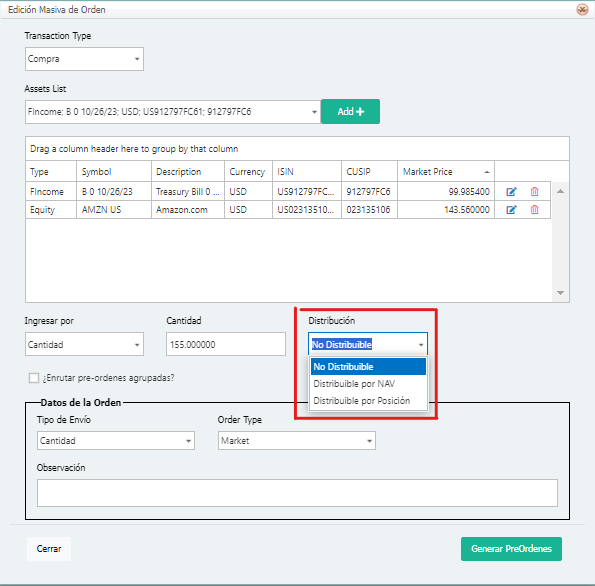 Edición Masiva de Orden
Transaction Type
Compra
Assets List
FIncome; B 0 10/26/23; USD; US912797FC61; 912797FC6
Add +
Drag a column header here to group by that column
Type Symbol Description Currency ISIN CUSIP Market Price
FIncome B 0 10/26/23 Treasury Bill 0 ... USD US912797FC... 912797FC6 99.985400
Equity AMZN US Amazon.com USD US02313510... 023135106 143.560000
Ingresar por Cantidad Distribución
Cantidad 155.000000 No Distribuible
No Distribuible
Distribuible por NAV
Distribuible por Posición
¿Enrutar pre-ordenes agrupadas?
Datos de la Orden
Tipo de Envío Order Type
Cantidad Market
Observación
Cerrar Generar PreOrdenes